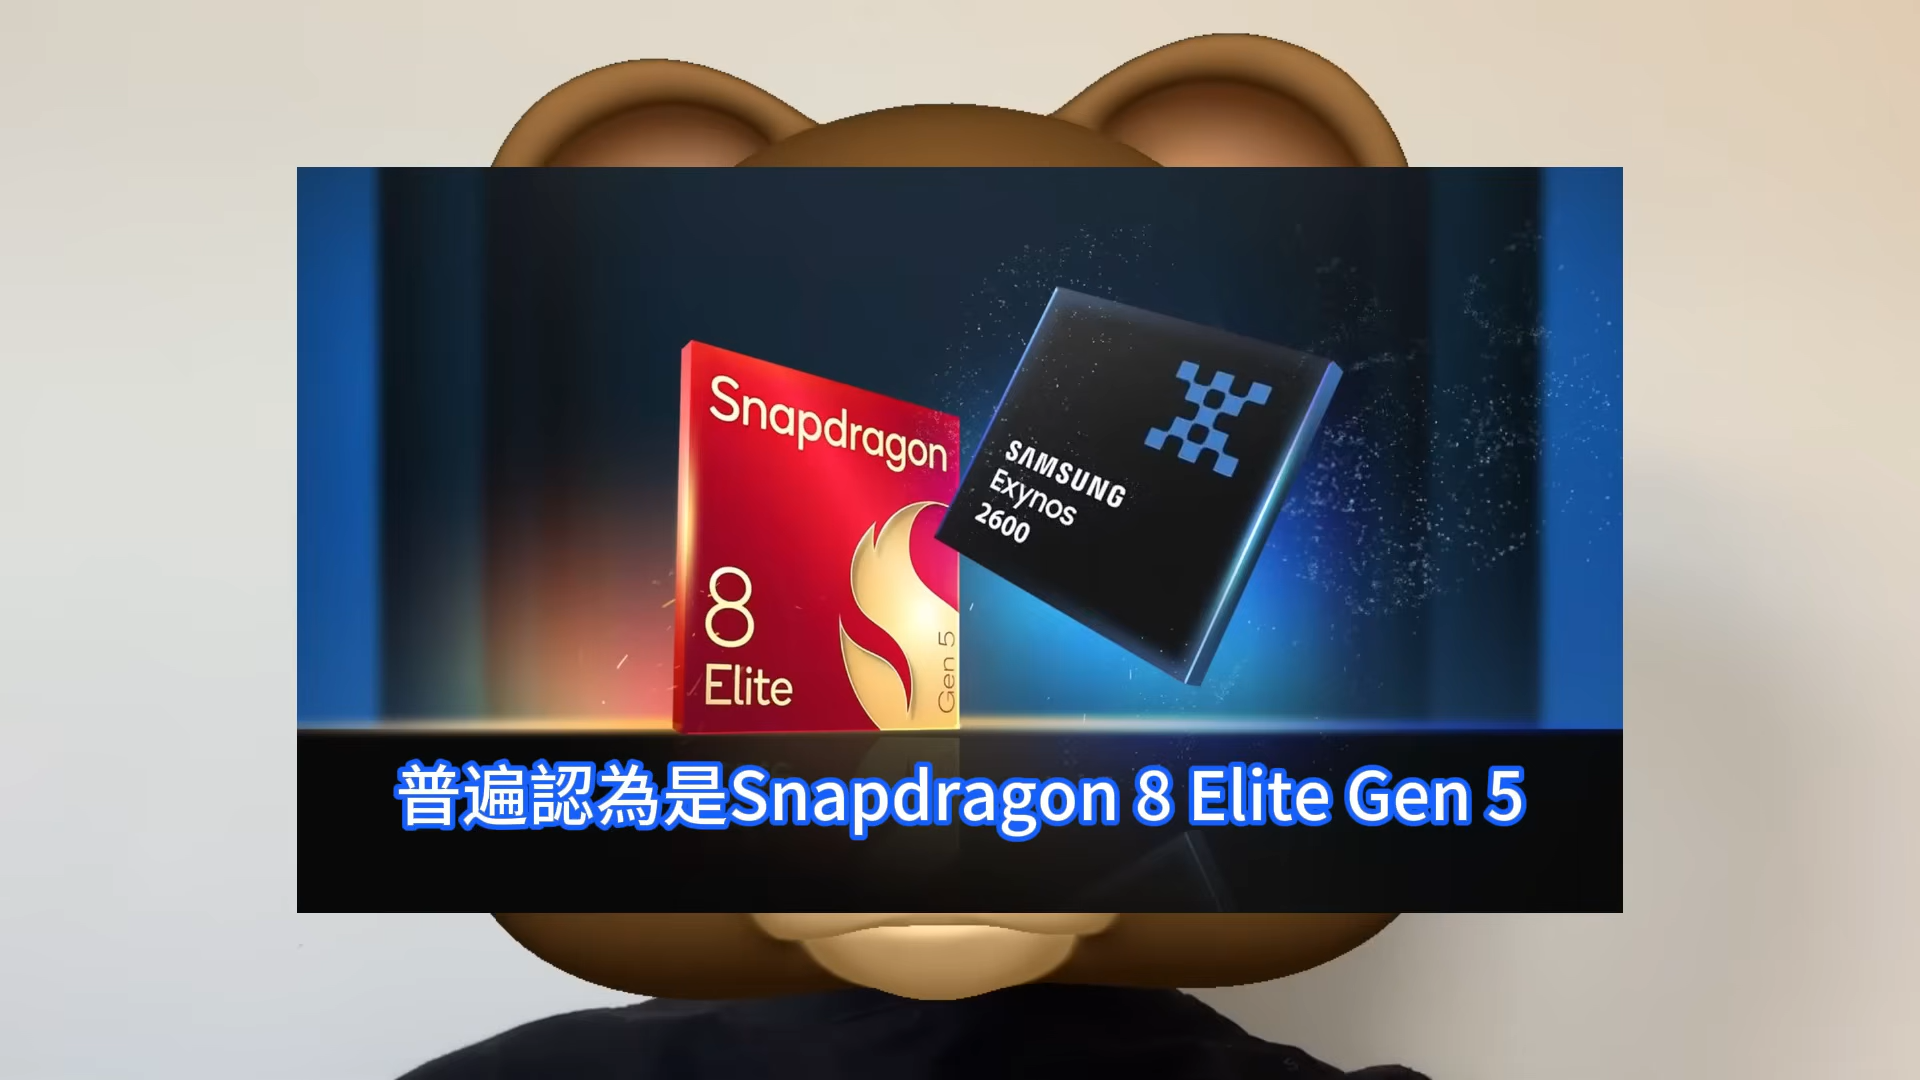 Snapdragon
8
Elite
Gen 5
SAMSUNG
Exynos
2600
普遍認為是Snapdragon 8 Elite Gen 5